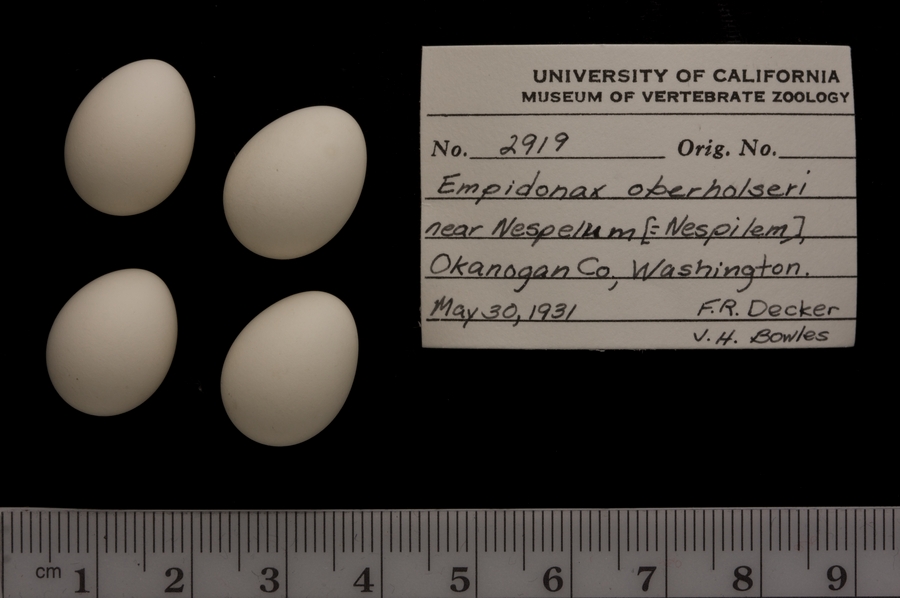 UNIVERSITY OF CALIFORNIA
MUSEUM OF VERTEBRATE ZOOLOGY
No. 2919 Orig. No.
Empidonax oberholseri
near Nespelum [= Nespilem],
Okanogan Co, Washington.
May 30, 1931 F.R. Decker
J. H. Bowles
cm 1 2 3 4 5 6 7 8 9